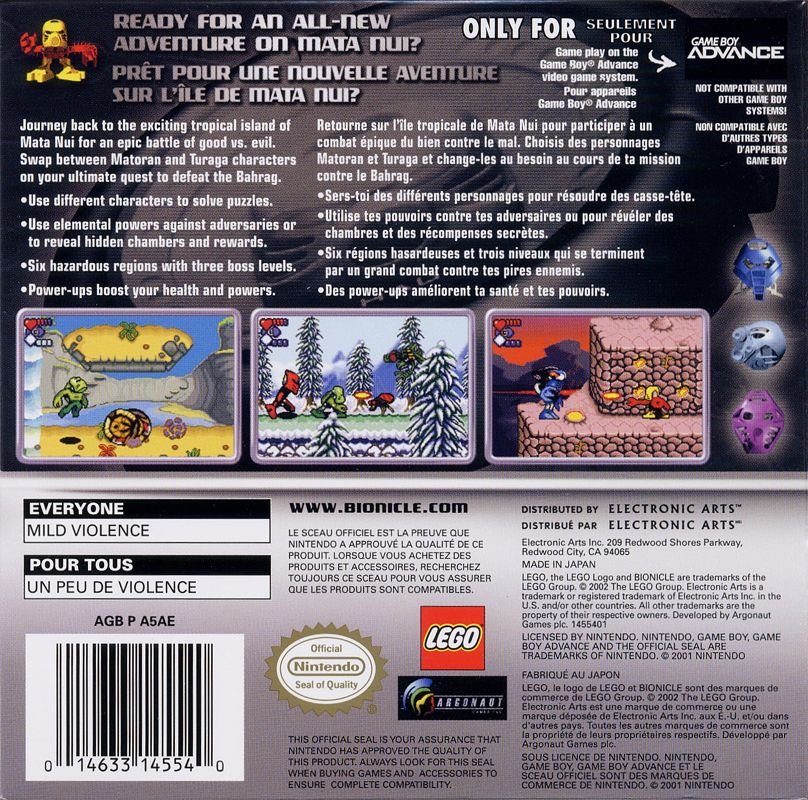 READY FOR AN ALL-NEW
ADVENTURE ON MATA NUI?
PRÊT POUR UNE NOUVELLE AVENTURE
SUR L'ÎLE DE MATA NUI?
ONLY FOR SEULEMENT
POUR
Game play on the
Game Boy® Advance
video game system.
Pour appareils
Game Boy® Advance
GAME BOY
ADVANCE
NOT COMPATIBLE WITH
OTHER GAME BOY
SYSTEMS!
NON COMPATIBLE AVEC
D'AUTRES TYPES
D'APPAREILS
GAME BOY
Journey back to the exciting tropical island of
Mata Nui for an epic battle of good vs. evil.
Swap between Matoran and Turaga characters
on your ultimate quest to defeat the Bahrag.
•Use different characters to solve puzzles.
•Use elemental powers against adversaries or
to reveal hidden chambers and rewards.
•Six hazardous regions with three boss levels.
•Power-ups boost your health and powers.
Retourne sur l'île tropicale de Mata Nui pour participer à un
combat épique du bien contre le mal. Choisis des personnages
Matoran et Turaga et change-les au besoin au cours de ta mission
contre le Bahrag.
•Sers-toi des différents personnages pour résoudre des casse-tête.
•Utilise tes pouvoirs contre tes adversaires ou pour révéler des
chambres et des récompenses secrètes.
•Six régions hasardeuses et trois niveaux qui se terminent
par un grand combat contre tes pires ennemis.
•Des power-ups améliorent ta santé et tes pouvoirs.
EVERYONE
MILD VIOLENCE
POUR TOUS
UN PEU DE VIOLENCE
AGB P A5AE
0 14633 14554 0
WWW.BIONICLE.COM
LE SCEAU OFFICIEL EST LA PREUVE QUE
NINTENDO A APPROUVÉ LA QUALITÉ DE CE
PRODUIT. LORSQUE VOUS ACHETEZ DES
PRODUITS ET ACCESSOIRES, RECHERCHEZ
TOUJOURS CE SCEAU POUR VOUS ASSURER
QUE LES PRODUITS SONT COMPATIBLES.
Official
Nintendo
Seal of Quality
®
LEGO
ARGONAUT
GAMES PLC
THIS OFFICIAL SEAL IS YOUR ASSURANCE THAT
NINTENDO HAS APPROVED THE QUALITY OF
THIS PRODUCT. ALWAYS LOOK FOR THIS SEAL
WHEN BUYING GAMES AND ACCESSORIES TO
ENSURE COMPLETE COMPATIBILITY.
DISTRIBUTED BY ELECTRONIC ARTS™
DISTRIBUÉ PAR ELECTRONIC ARTS
Electronic Arts Inc. 209 Redwood Shores Parkway,
Redwood City, CA 94065
MADE IN JAPAN
LEGO, the LEGO Logo and BIONICLE are trademarks of the
LEGO Group. © 2002 The LEGO Group. Electronic Arts is a
trademark or registered trademark of Electronic Arts Inc. in the
U.S. and/or other countries. All other trademarks are the
property of their respective owners. Developed by Argonaut
Games plc. 1455401
LICENSED BY NINTENDO. NINTENDO, GAME BOY, GAME
BOY ADVANCE AND THE OFFICIAL SEAL ARE
TRADEMARKS OF NINTENDO. © 2001 NINTENDO
FABRIQUÉ AU JAPON
LEGO, le logo de LEGO et BIONICLE sont des marques
de commerce de LEGO Group. © 2002 The LEGO Group.
Electronic Arts est une marque de commerce ou une
marque déposée de Electronic Arts Inc. aux É.-U. et/ou dans
d'autres pays. Toutes les autres marques de commerce sont
la propriété de leurs propriétaires respectifs. Développé par
Argonaut Games plc.
SOUS LICENCE DE NINTENDO. NINTENDO,
GAME BOY, GAME BOY ADVANCE ET LE
SCEAU OFFICIEL SONT DES MARQUES
DE COMMERCE DE NINTENDO. © 2001 NINTENDO